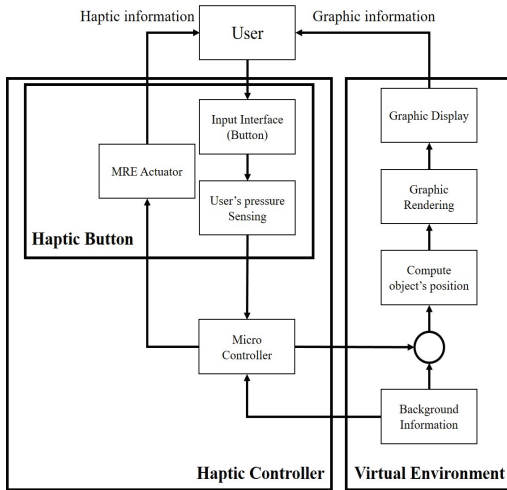 Haptic information
Graphic information
User
Input Interface
(Button)
Graphic Display
MRE Actuator
User's pressure
Sensing
Graphic
Rendering
Haptic Button
Compute
object's position
Micro
Controller
Background
Information
Haptic Controller
Virtual Environment